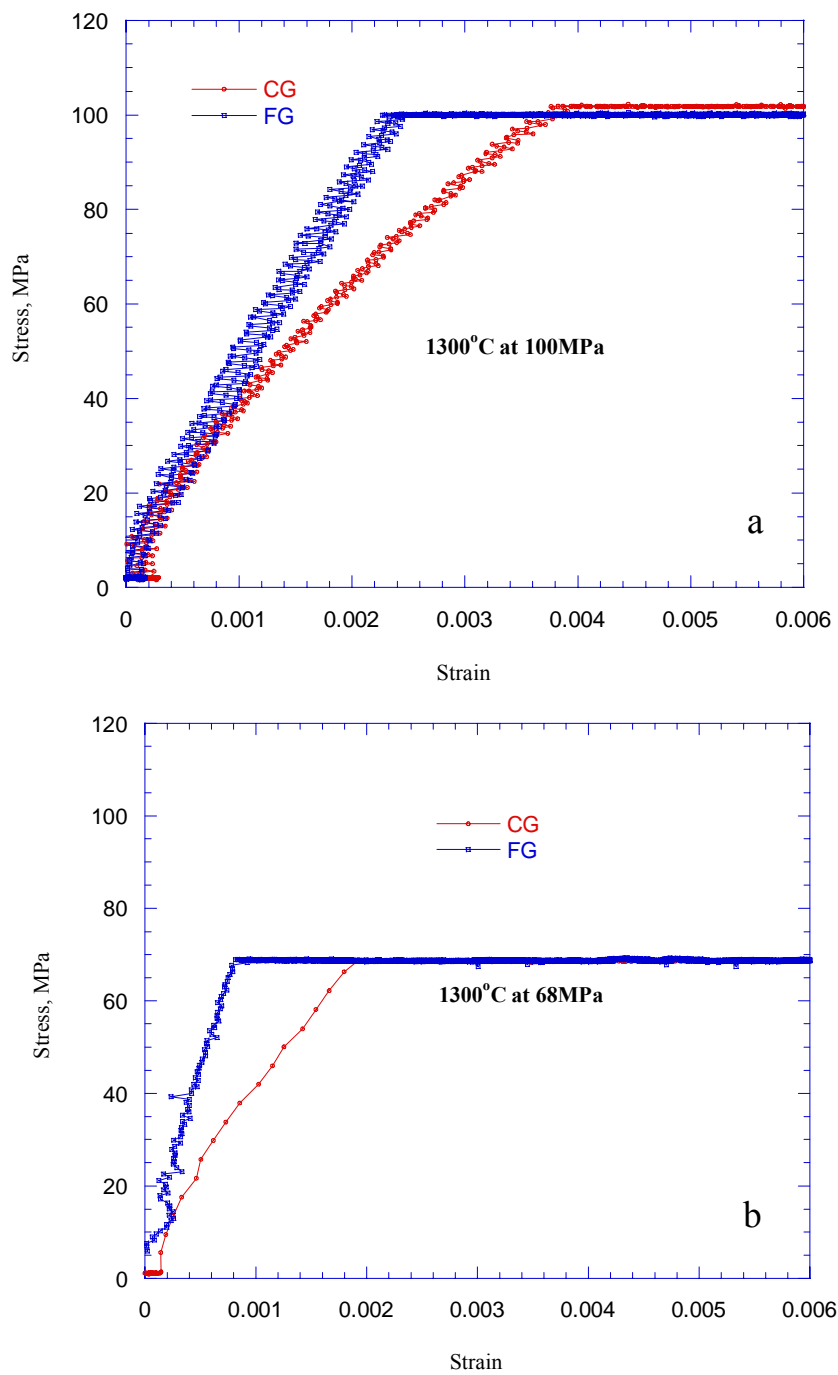 120
100
80
60
40
20
0
Stress, MPa
CG
FG
1300°C at 100MPa
a
0 0.001 0.002 0.003 0.004 0.005 0.006
Strain
120
100
80
60
40
20
0
Stress, MPa
CG
FG
1300°C at 68MPa
b
0 0.001 0.002 0.003 0.004 0.005 0.006
Strain